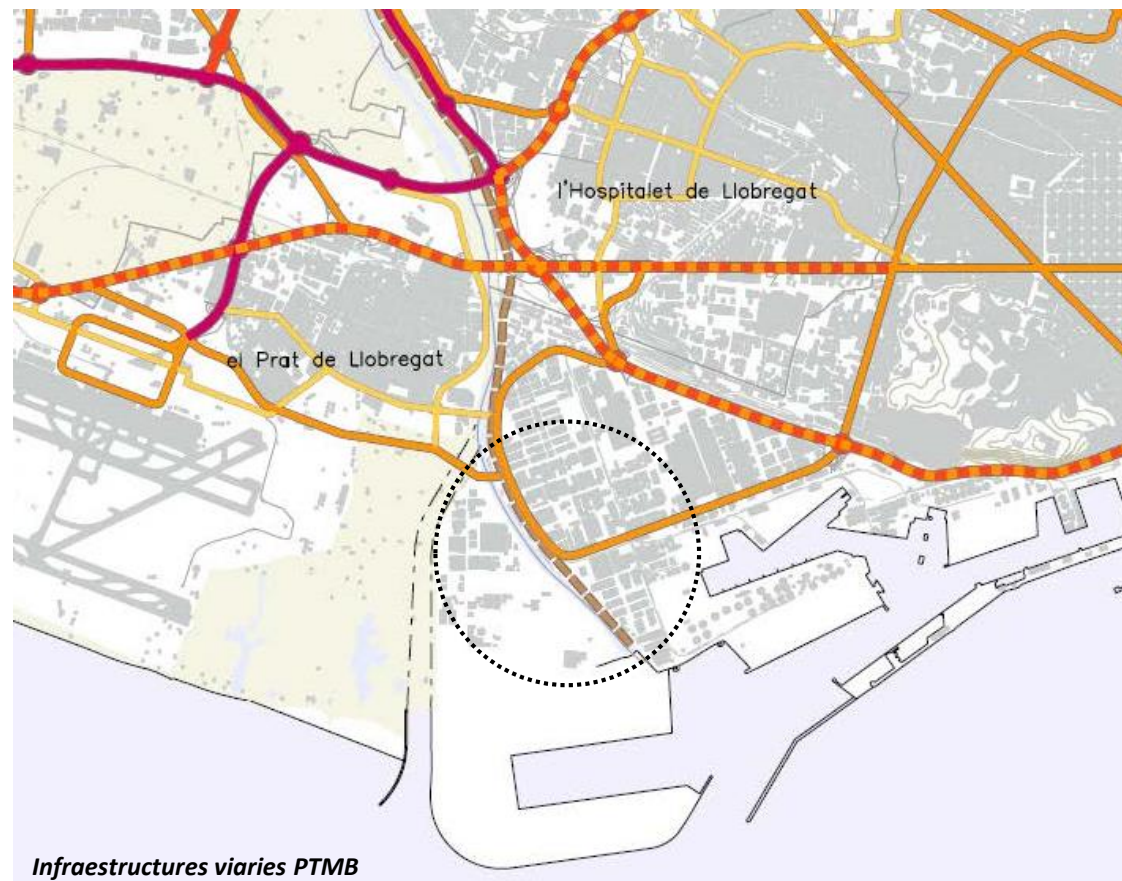 l'Hospitalet de Llobregat
el Prat de Llobregat
Infraestructures viaries PTMB